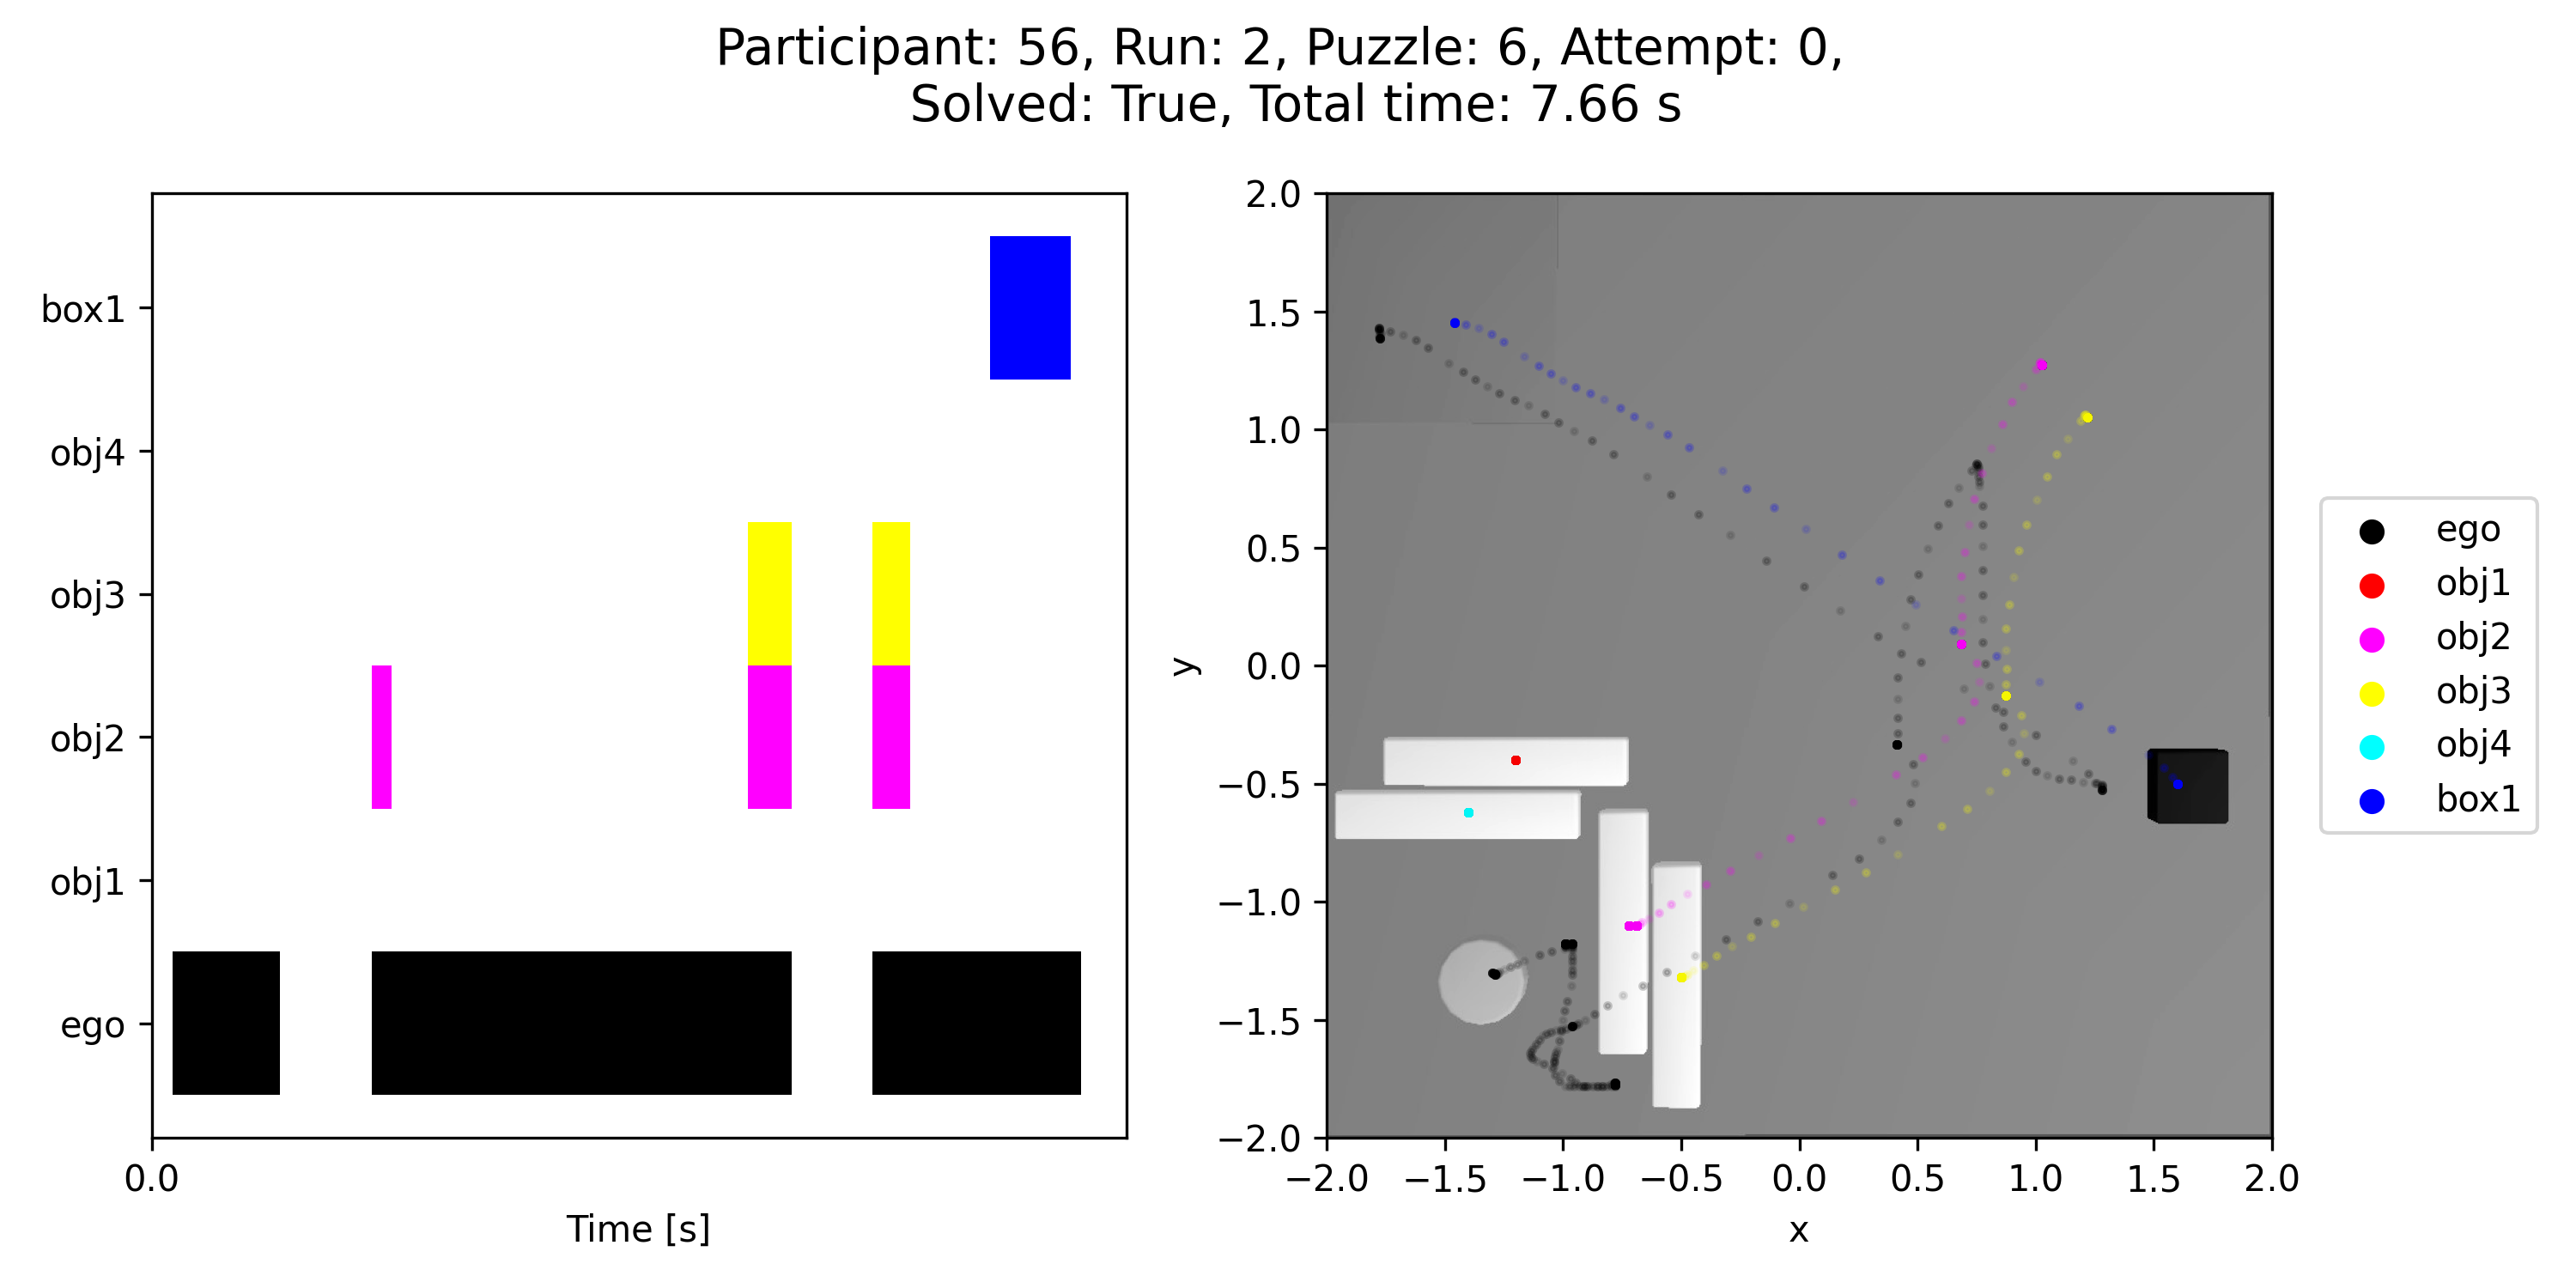 Participant: 56, Run: 2, Puzzle: 6, Attempt: 0,
Solved: True, Total time: 7.66 s
box1
obj4
obj3
obj2
obj1
ego
0.0
Time [s]
2.0
1.5
1.0
0.5
0.0
−0.5
−1.0
−1.5
−2.0
y
−2.0 −1.5 −1.0 −0.5 0.0 0.5 1.0 1.5 2.0
x
ego
obj1
obj2
obj3
obj4
box1